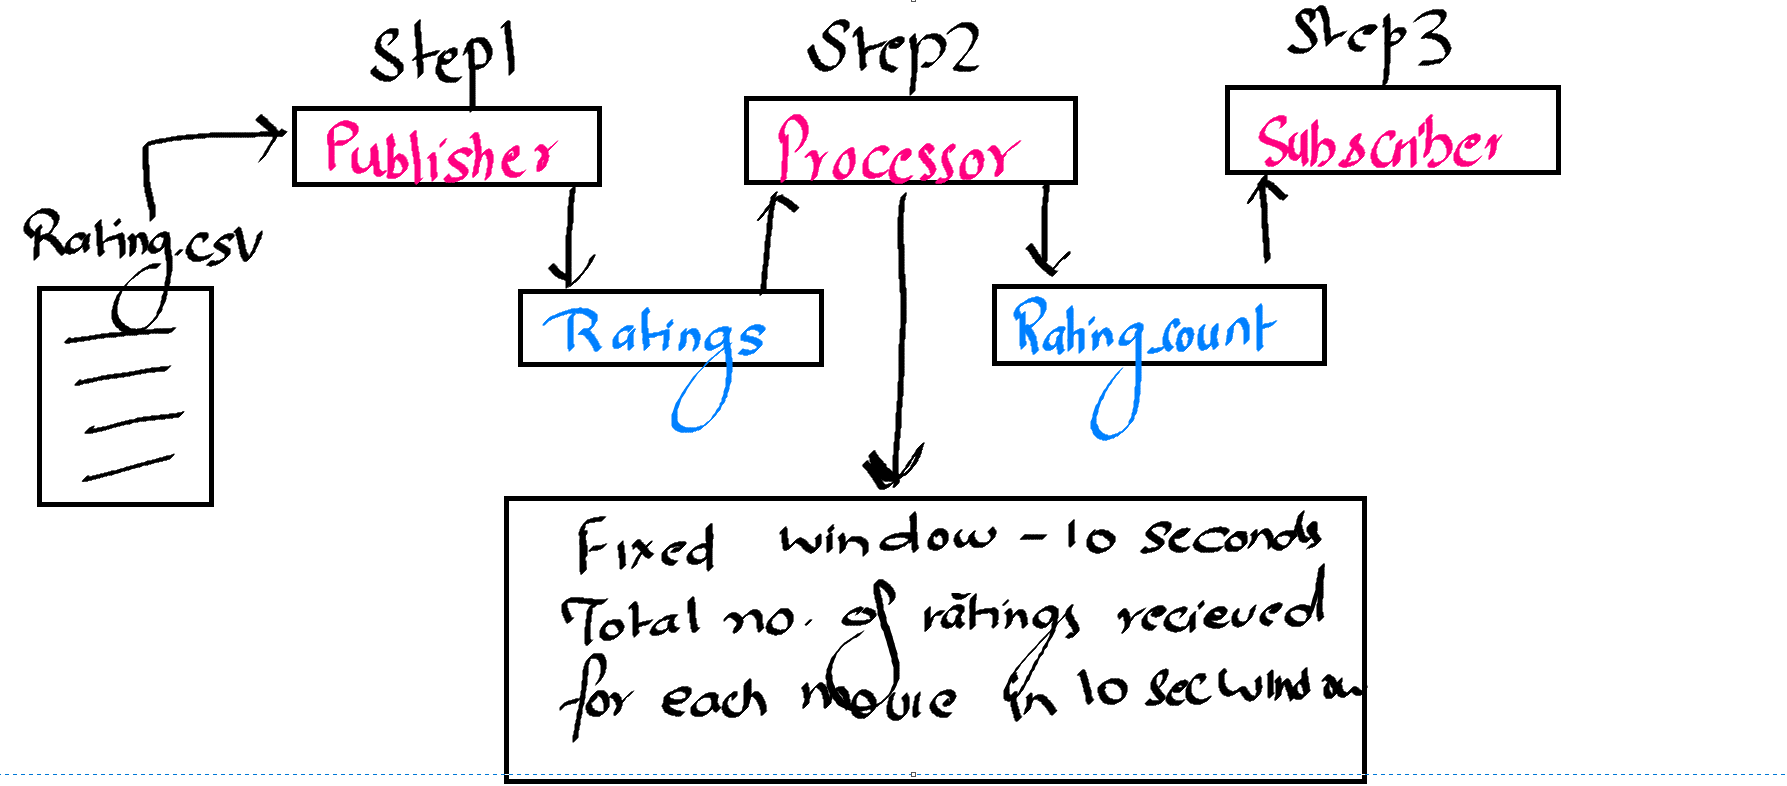 Step1
Step2
Step3
Publisher
Processor
Subscriber
Rating.csv
Ratings
Rating_count
Fixed window - 10 seconds
Total no. of ratings recieved
for each movie in 10 sec window